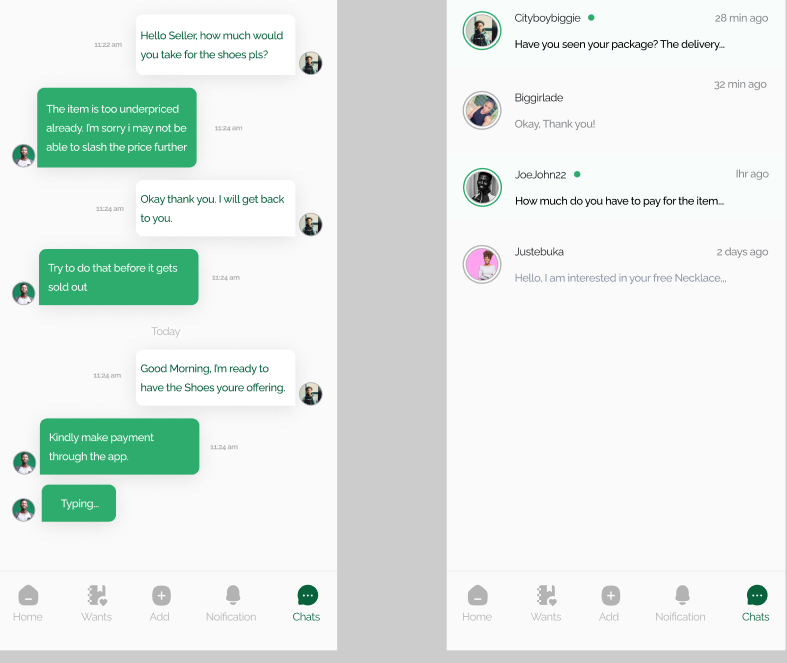 Hello Seller, how much would
you take for the shoes pls?
11:22 am
The item is too underpriced
already. I'm sorry i may not be
able to slash the price further
11:24 am
Okay thank you. I will get back
to you.
11:24 am
Try to do that before it gets
sold out
11:24 am
Today
Good Morning, I'm ready to
have the Shoes youre offering.
11:24 am
Kindly make payment
through the app.
11:24 am
Typing...
Home
Wants
Add
Noification
Chats
Cityboybiggie
28 min ago
Have you seen your package? The delivery...
32 min ago
Biggirlade
Okay, Thank you!
JoeJohn22
1hr ago
How much do you have to pay for the item...
Justebuka
2 days ago
Hello, I am interested in your free Necklace,,,
Home
Wants
Add
Noification
Chats